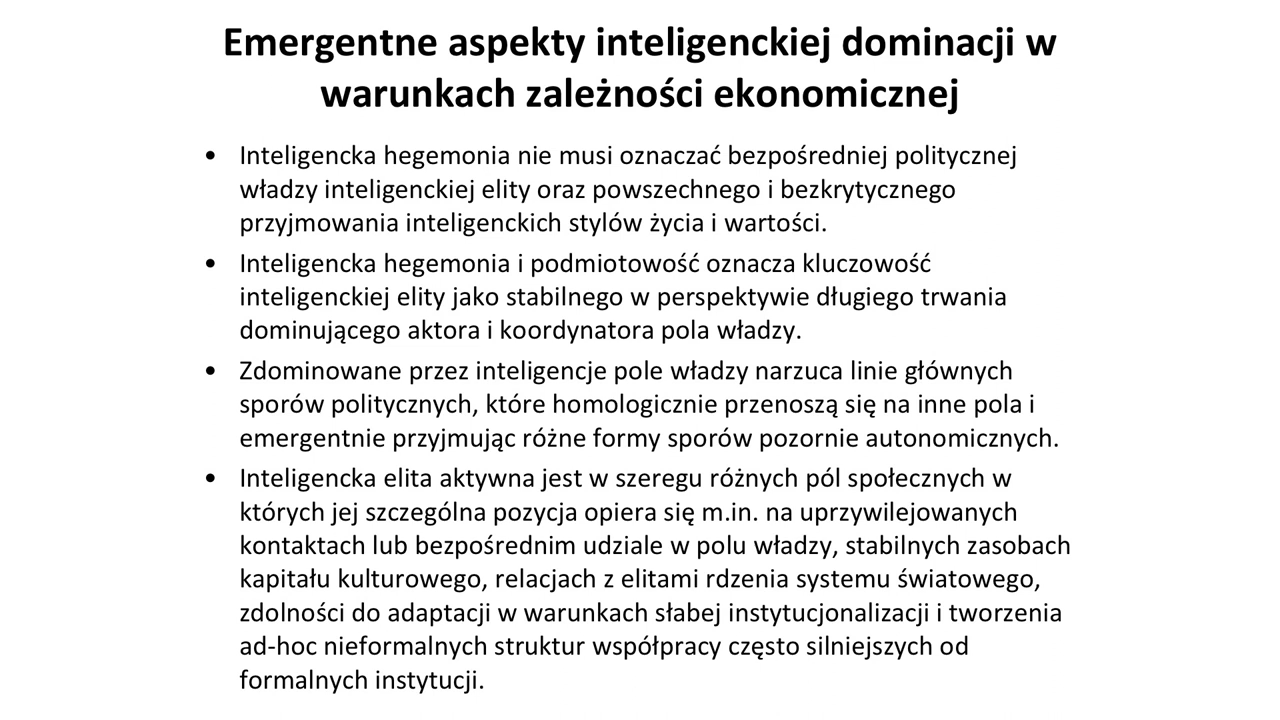 Emergentne aspekty inteligenckiej dominacji w
warunkach zależności ekonomicznej
• Inteligencka hegemonia nie musi oznaczać bezpośredniej politycznej
władzy inteligenckiej elity oraz powszechnego i bezkrytycznego
przyjmowania inteligenckich stylów życia i wartości.
• Inteligencka hegemonia i podmiotowość oznacza kluczowość
inteligenckiej elity jako stabilnego w perspektywie długiego trwania
dominującego aktora i koordynatora pola władzy.
• Zdominowane przez inteligencje pole władzy narzuca linie głównych
sporów politycznych, które homologicznie przenoszą się na inne pola i
emergentnie przyjmując różne formy sporów pozornie autonomicznych.
• Inteligencka elita aktywna jest w szeregu różnych pól społecznych w
których jej szczególna pozycja opiera się m.in. na uprzywilejowanych
kontaktach lub bezpośrednim udziale w polu władzy, stabilnych zasobach
kapitału kulturowego, relacjach z elitami rdzenia systemu światowego,
zdolności do adaptacji w warunkach słabej instytucjonalizacji i tworzenia
ad-hoc nieformalnych struktur współpracy często silniejszych od
formalnych instytucji.